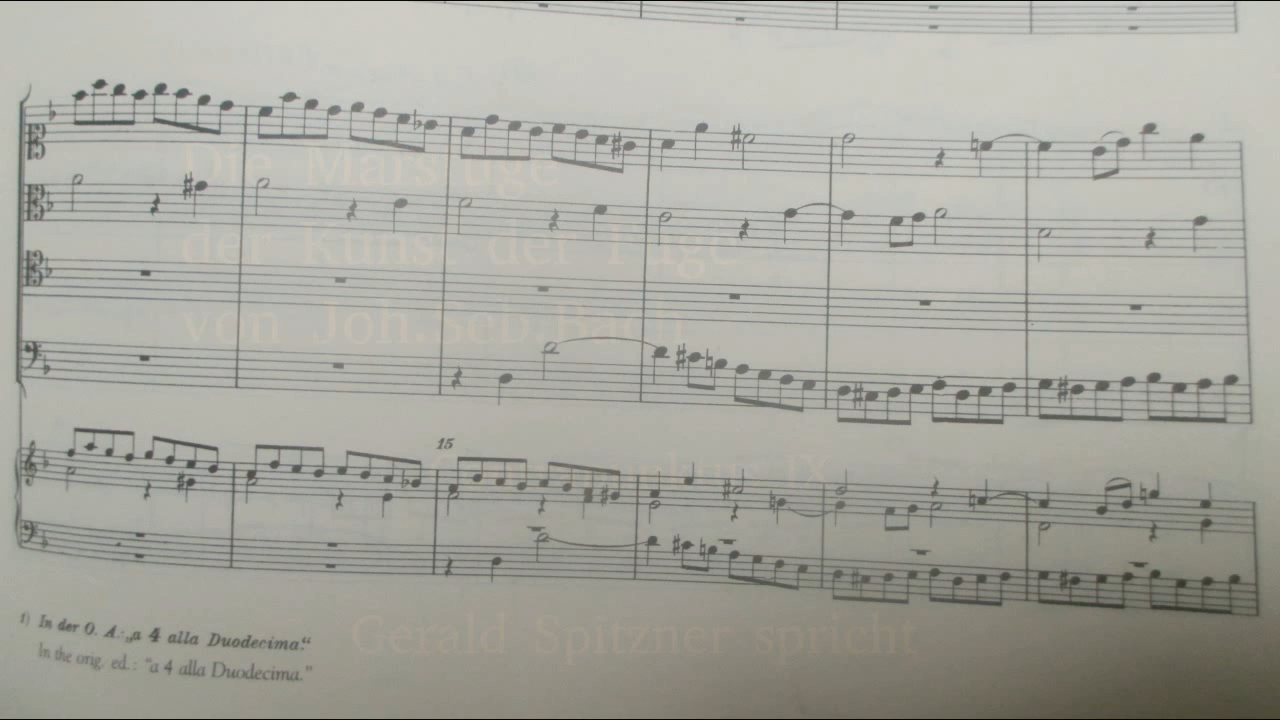 Die Marsfuge
der Kunst der Fuge
von Joh.Seb.Bach
15
IX
1) In der O. A.: „a 4 alla Duodecima.“
In the orig. ed.: “a 4 alla Duodecima.”
Gerald Spitzner spricht